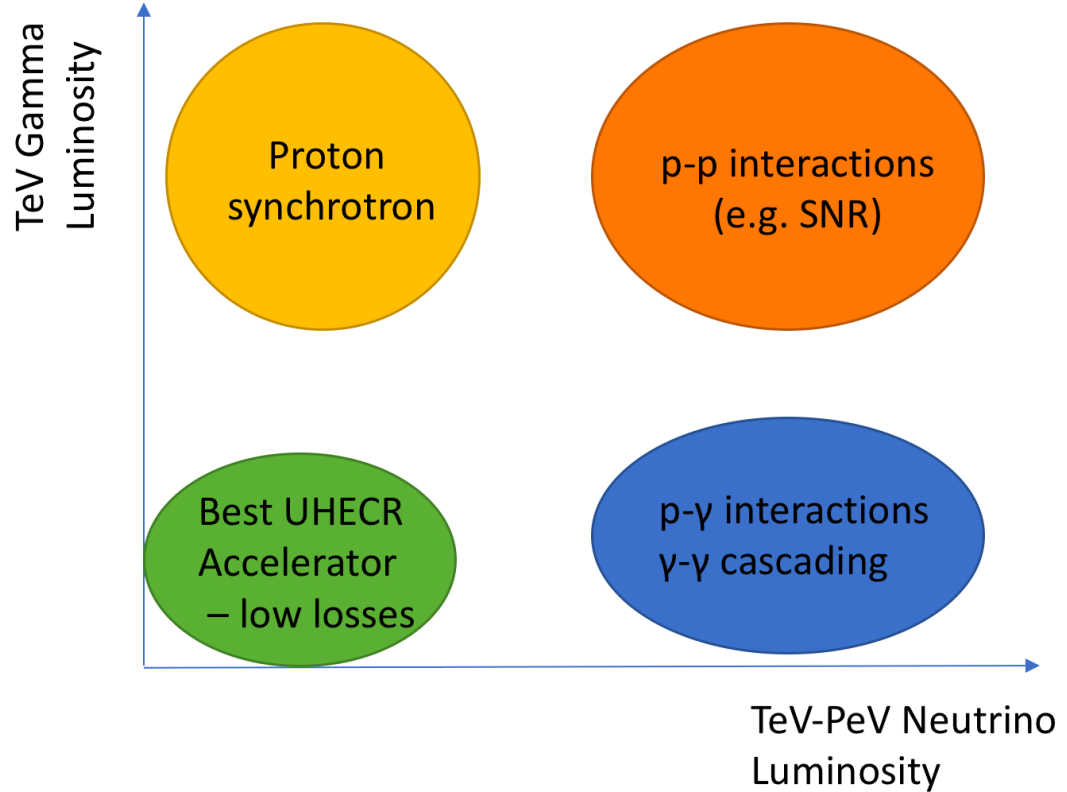 TeV Gamma
Luminosity
Proton
synchrotron
p-p interactions
(e.g. SNR)
Best UHECR
Accelerator
– low losses
p-γ interactions
γ-γ cascading
TeV-PeV Neutrino
Luminosity